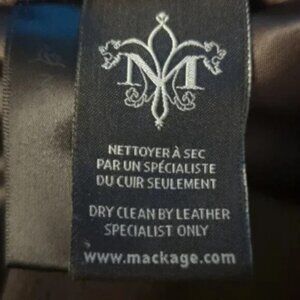 M
NETTOYER À SEC
PAR UN SPÉCIALISTE
DU CUIR SEULEMENT
DRY CLEAN BY LEATHER
SPECIALIST ONLY
www.mackage.com